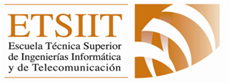 ETSIIT
Escuela Técnica Superior
de Ingenierías Informática
y de Telecomunicación